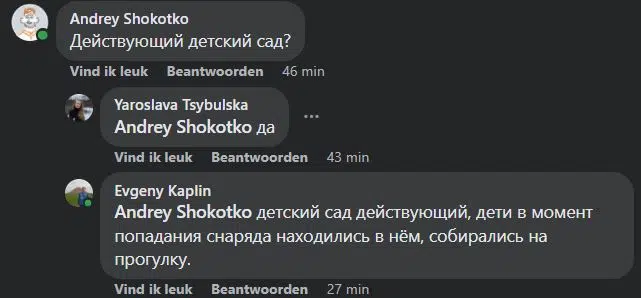 Andrey Shokotko
Действующий детский сад?
Vind ik leuk Beantwoorden 46 min
Yaroslava Tsybulska
Andrey Shokotko да
Vind ik leuk Beantwoorden 43 min
Evgeny Kaplin
Andrey Shokotko детский сад действующий, дети в момент
попадания снаряда находились в нём, собирались на
прогулку.
Vind ik leuk Beantwoorden 27 min